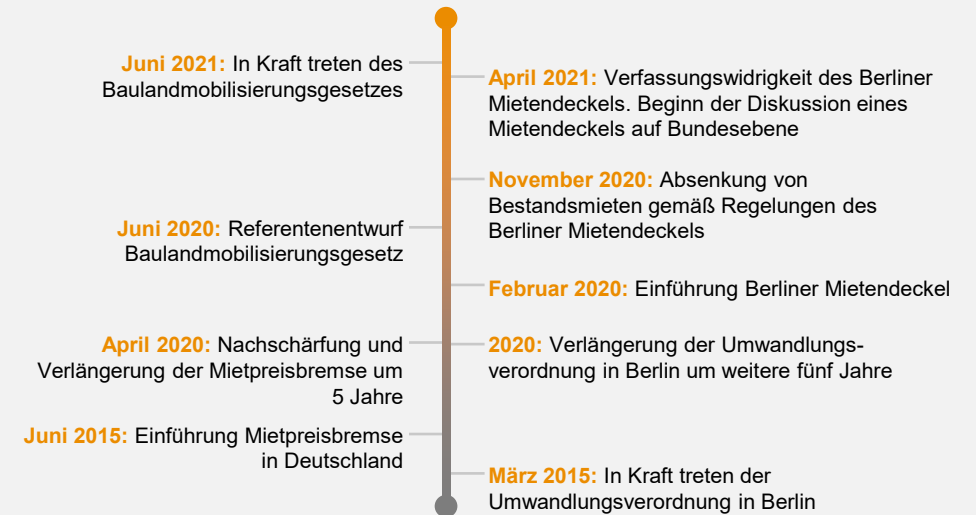 Juni 2021: In Kraft treten des
Baulandmobilisierungsgesetzes
April 2021: Verfassungswidrigkeit des Berliner
Mietendeckels. Beginn der Diskussion eines
Mietendeckels auf Bundesebene
November 2020: Absenkung von
Bestandsmieten gemäß Regelungen des
Berliner Mietendeckels
Juni 2020: Referentenentwurf
Baulandmobilisierungsgesetz
Februar 2020: Einführung Berliner Mietendeckel
April 2020: Nachschärfung und
Verlängerung der Mietpreisbremse um
5 Jahre
2020: Verlängerung der Umwandlungs-
verordnung in Berlin um weitere fünf Jahre
Juni 2015: Einführung Mietpreisbremse
in Deutschland
März 2015: In Kraft treten der
Umwandlungsverordnung in Berlin